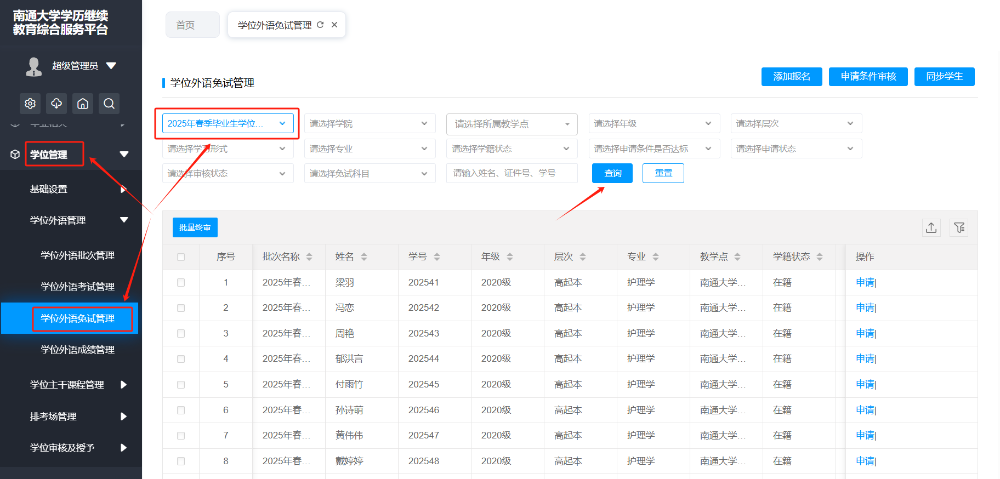 南通大学学历继续
教育综合服务平台
超级管理员
学位管理
基础设置
学位外语管理
学位外语批次管理
学位外语考试管理
学位外语免试管理
学位外语成绩管理
学位主干课程管理
排考场管理
学位审核及授予
首页
学位外语免试管理
学位外语免试管理
添加报名 申请条件审核 同步学生
2025年春季毕业生学位... 请选择学院 请选择所属教学点 请选择年级 请选择层次
请选择学习形式 请选择专业 请选择学籍状态 请选择申请条件是否达标 请选择申请状态
请选择审核状态 请选择免试科目 请输入姓名、证件号、学号 查询 重置
批量终审
序号 批次名称 姓名 学号 年级 层次 专业 教学点 学籍状态 操作
1 2025年春... 梁羽 202541 2020级 高起本 护理学 南通大学... 在籍 申请|
2 2025年春... 冯恋 202542 2020级 高起本 护理学 南通大学... 在籍 申请|
3 2025年春... 周艳 202543 2020级 高起本 护理学 南通大学... 在籍 申请|
4 2025年春... 郁洪言 202544 2020级 高起本 护理学 南通大学... 在籍 申请|
5 2025年春... 付雨竹 202545 2020级 高起本 护理学 南通大学... 在籍 申请|
6 2025年春... 孙诗萌 202546 2020级 高起本 护理学 南通大学... 在籍 申请|
7 2025年春... 黄伟伟 202547 2020级 高起本 护理学 南通大学... 在籍 申请|
8 2025年春... 戴婷婷 202548 2020级 高起本 护理学 南通大学... 在籍 申请|